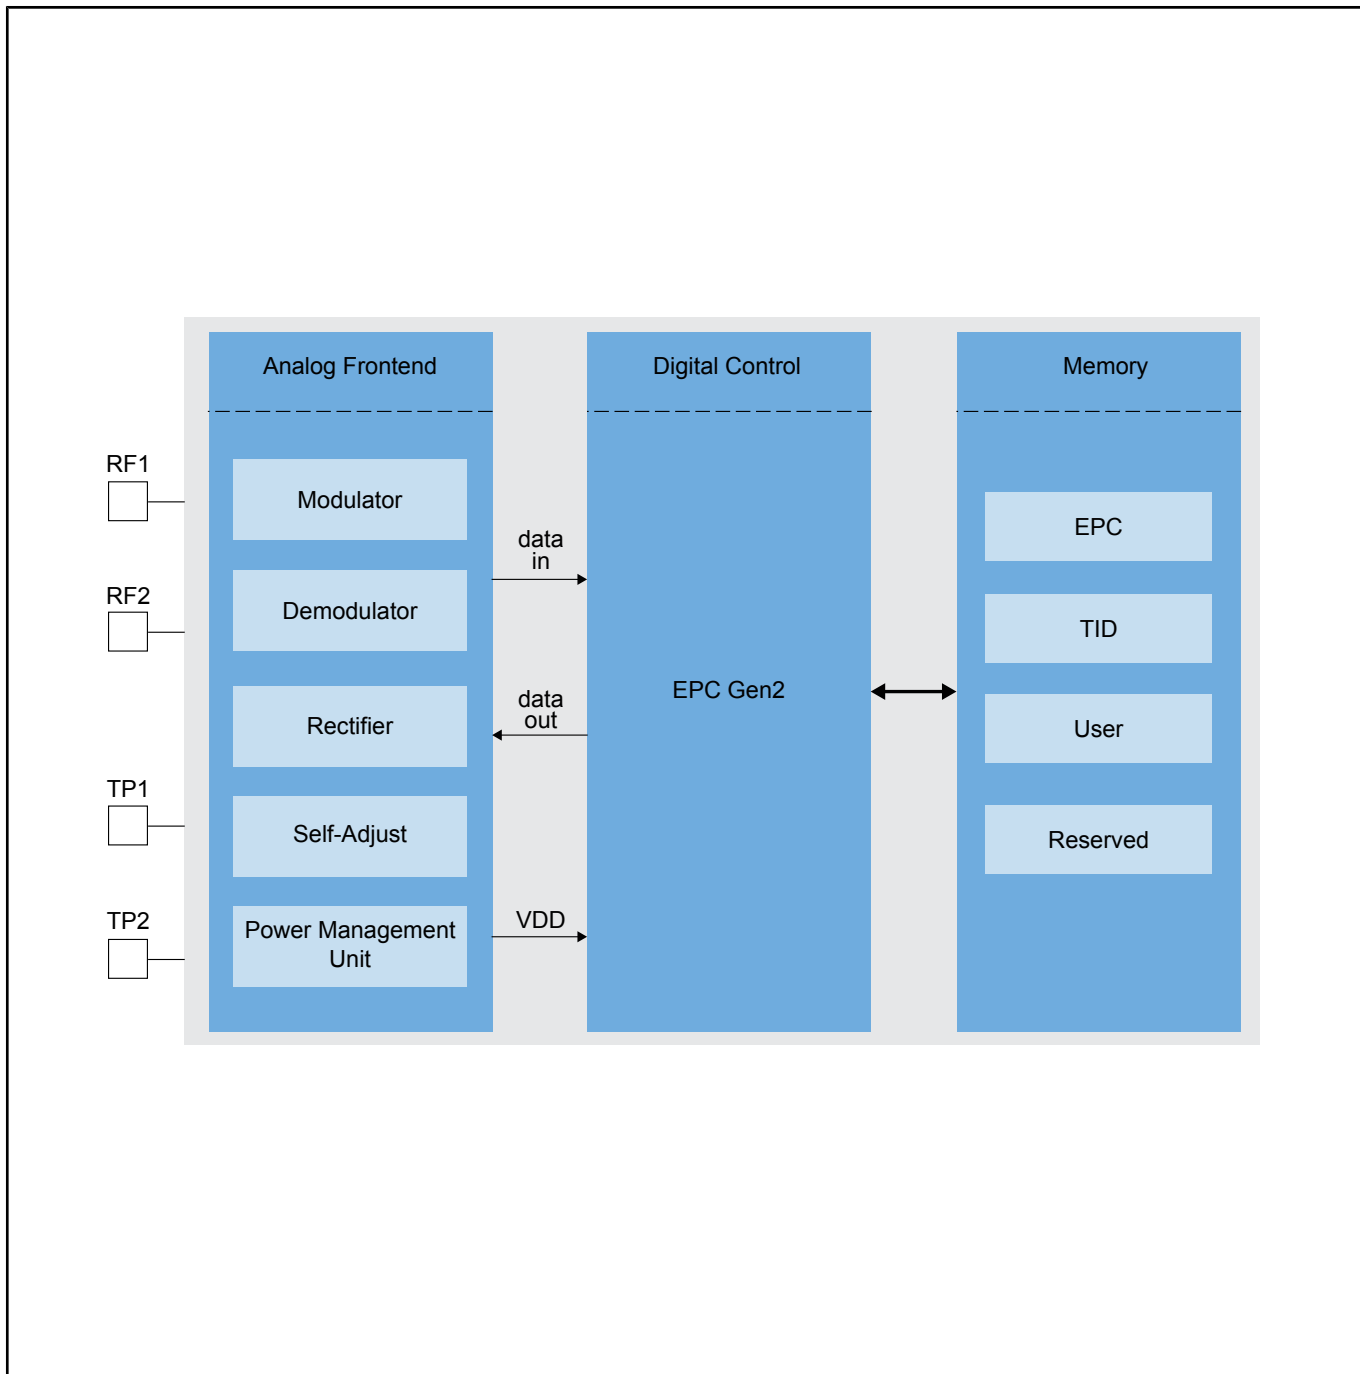 Analog Frontend
Digital Control
Memory
RF1
RF2
TP1
TP2
Modulator
Demodulator
Rectifier
Self-Adjust
Power Management
Unit
data
in
data
out
VDD
EPC Gen2
EPC
TID
User
Reserved